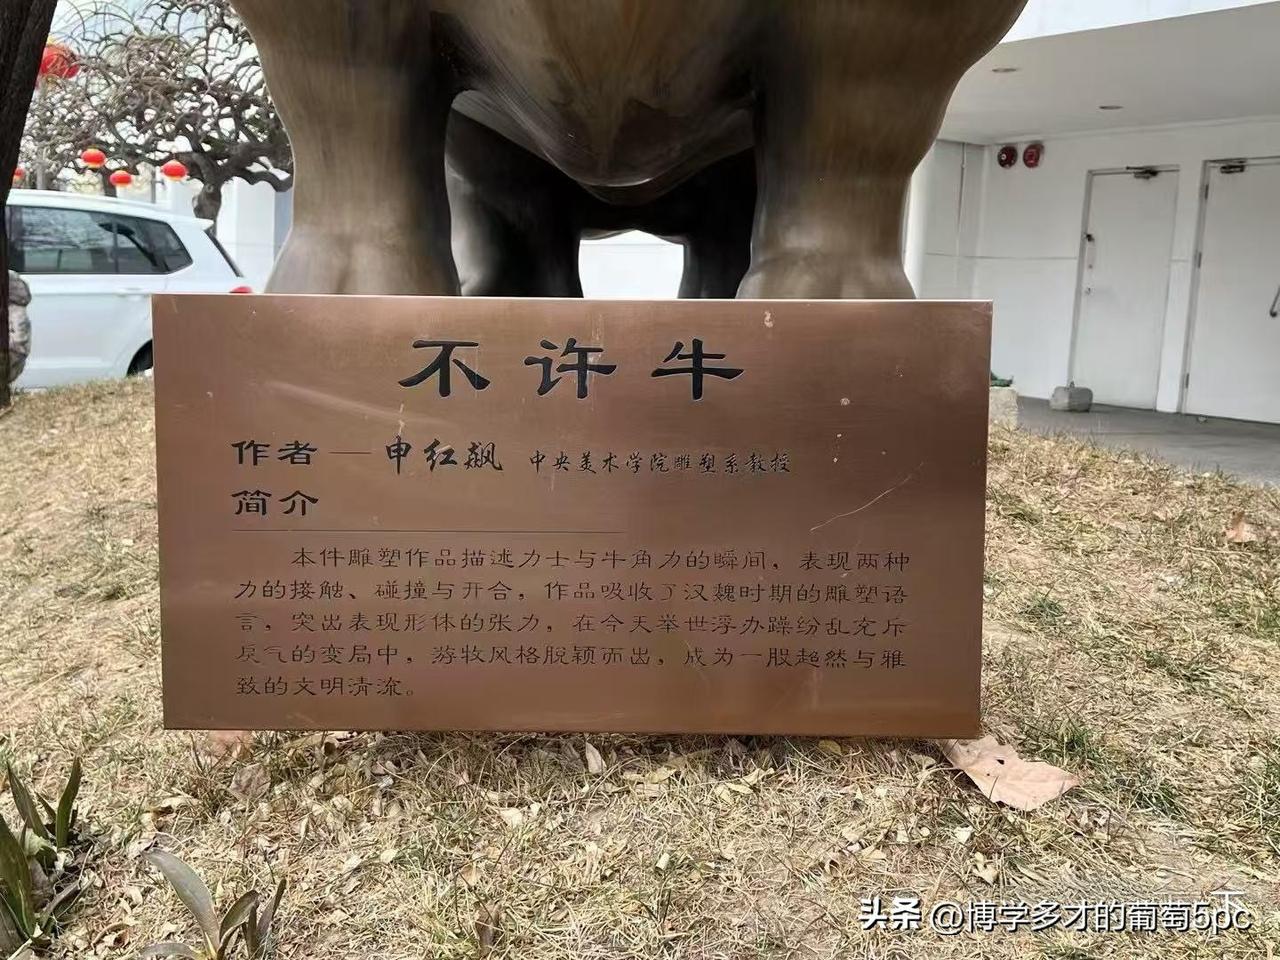 不许牛
作者 — 申红飙 中央美术学院雕塑系教授
简介
本件雕塑作品描述力士与牛角力的瞬间，表现两种
力的接触、碰撞与开合，作品吸收了汉魏时期的雕塑语
言，突出表现形体的张力，在今天举世浮办躁纷乱充斥
戾气的变局中，游牧风格脱颖而出，成为一股超然与雅
致的文明清流。
头条 @博学多才的葡萄5pc